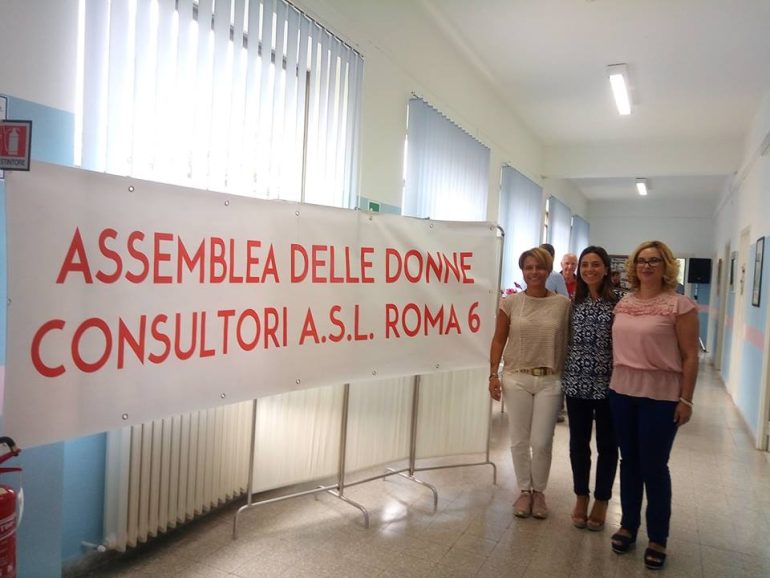 ASSEMBLEA DELLE DONNE
CONSULTORI A.S.L. ROMA 6